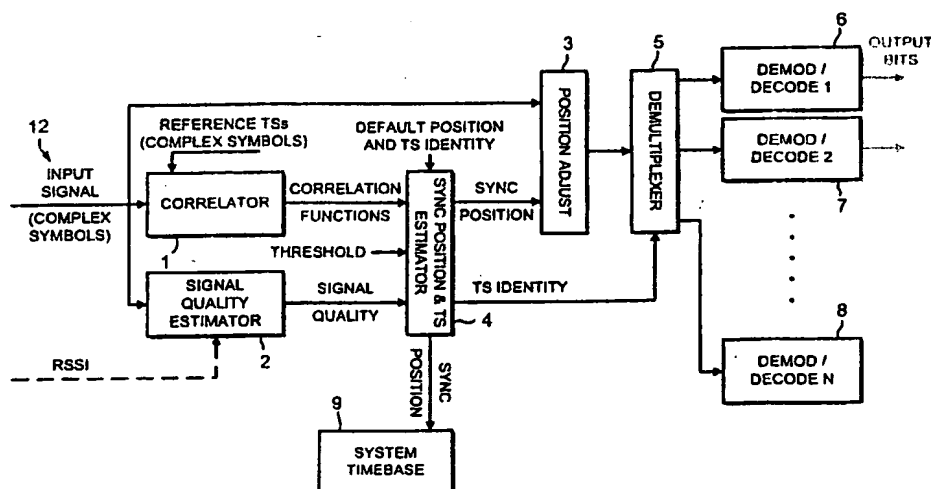 6
OUTPUT
BITS
3
5
DEMOD /
DECODE 1
POSITION ADJUST
DEMULTIPLEXER
12
REFERENCE TSs
(COMPLEX SYMBOLS)
DEFAULT POSITION
AND TS IDENTITY
INPUT
SIGNAL
(COMPLEX
SYMBOLS)
CORRELATOR
1
CORRELATION
FUNCTIONS
SYNC POSITION & TS
ESTIMATOR
SYNC
POSITION
DEMOD /
DECODE 2
7
THRESHOLD
SIGNAL
QUALITY
ESTIMATOR
2
SIGNAL
QUALITY
TS IDENTITY
4
RSSI
SYNC
POSITION
8
DEMOD /
DECODE N
9
SYSTEM
TIMEBASE